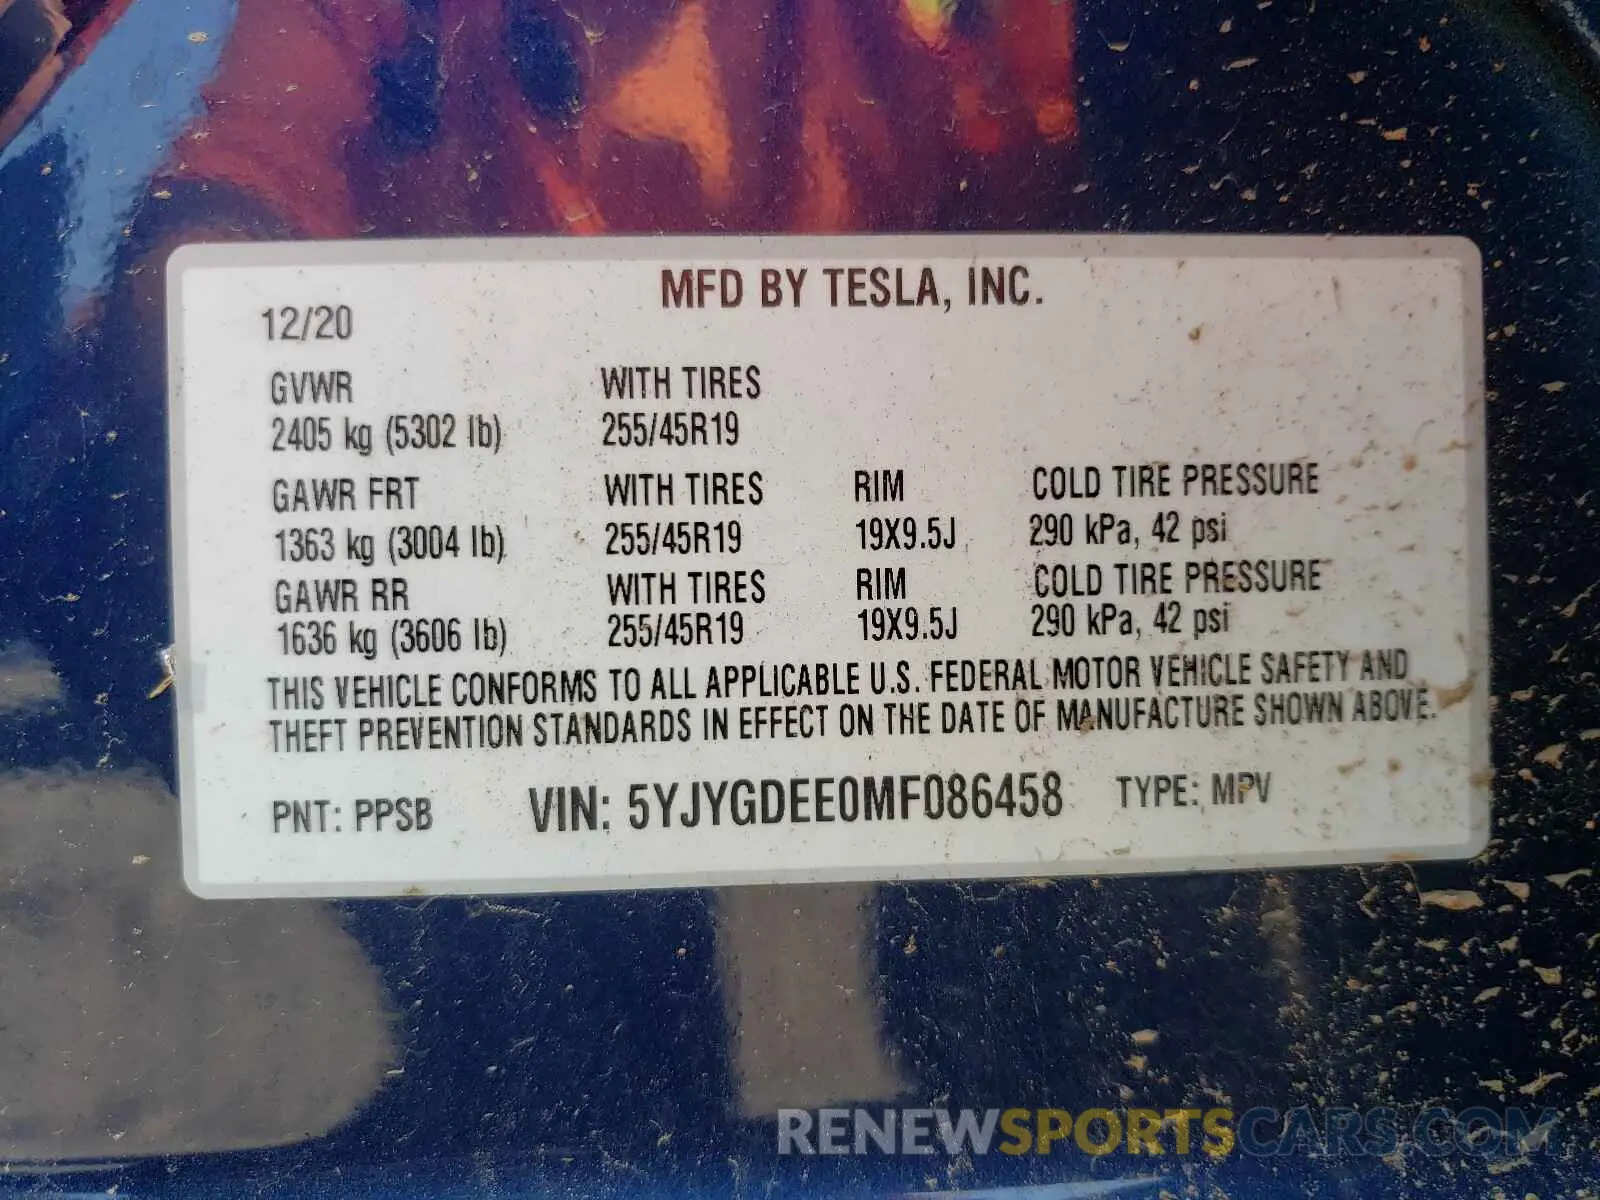 MFD BY TESLA, INC.
12/20
GVWR WITH TIRES
2405 kg (5302 lb) 255/45R19
GAWR FRT WITH TIRES RIM COLD TIRE PRESSURE
1363 kg (3004 lb) 255/45R19 19X9.5J 290 kPa, 42 psi
GAWR RR WITH TIRES RIM COLD TIRE PRESSURE
1636 kg (3606 lb) 255/45R19 19X9.5J 290 kPa, 42 psi
THIS VEHICLE CONFORMS TO ALL APPLICABLE U.S. FEDERAL MOTOR VEHICLE SAFETY AND
THEFT PREVENTION STANDARDS IN EFFECT ON THE DATE OF MANUFACTURE SHOWN ABOVE.
PNT: PPSB VIN: 5YJYGDEE0MF086458 TYPE: MPV
RENEWSPORTSCARS.COM